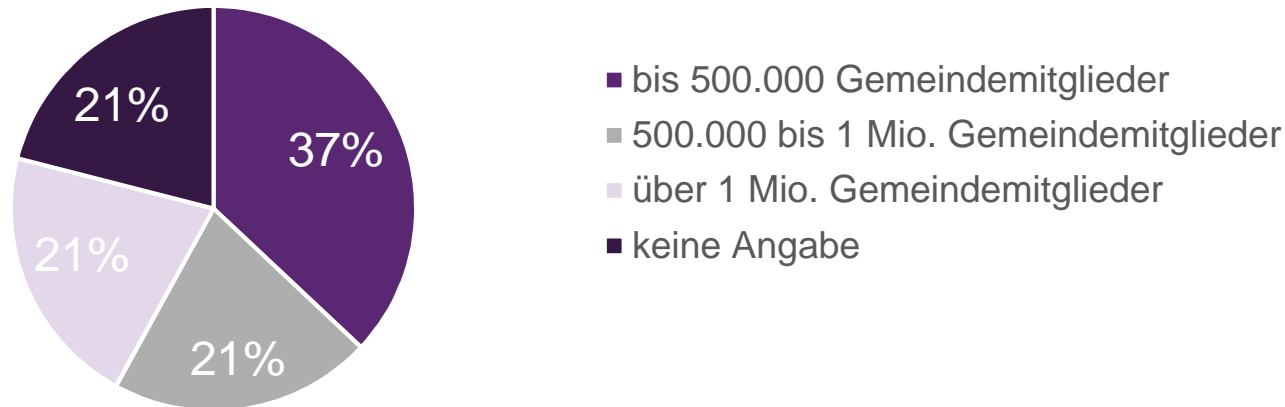 21%
37%
21%
21%
bis 500.000 Gemeindemitglieder
500.000 bis 1 Mio. Gemeindemitglieder
über 1 Mio. Gemeindemitglieder
keine Angabe